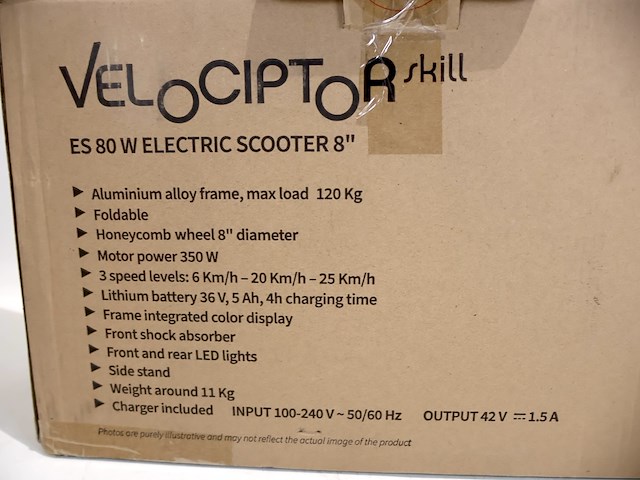 VELOCIPTOR skill
ES 80 W ELECTRIC SCOOTER 8"
Aluminium alloy frame, max load 120 Kg
Foldable
Honeycomb wheel 8" diameter
Motor power 350 W
3 speed levels: 6 Km/h – 20 Km/h – 25 Km/h
Lithium battery 36 V, 5 Ah, 4h charging time
Frame integrated color display
Front shock absorber
Front and rear LED lights
Side stand
Weight around 11 Kg
Charger included INPUT 100-240 V ~ 50/60 Hz OUTPUT 42 V ⎓ 1.5 A
Photos are purely illustrative and may not reflect the actual image of the product